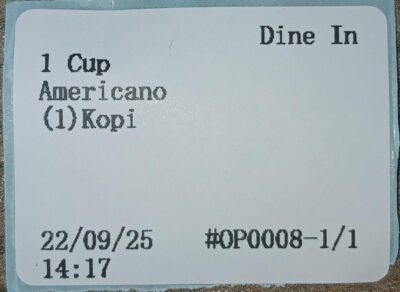 Dine In
1 Cup
Americano
(1)Kopi
22/09/25 #OP0008-1/1
14:17